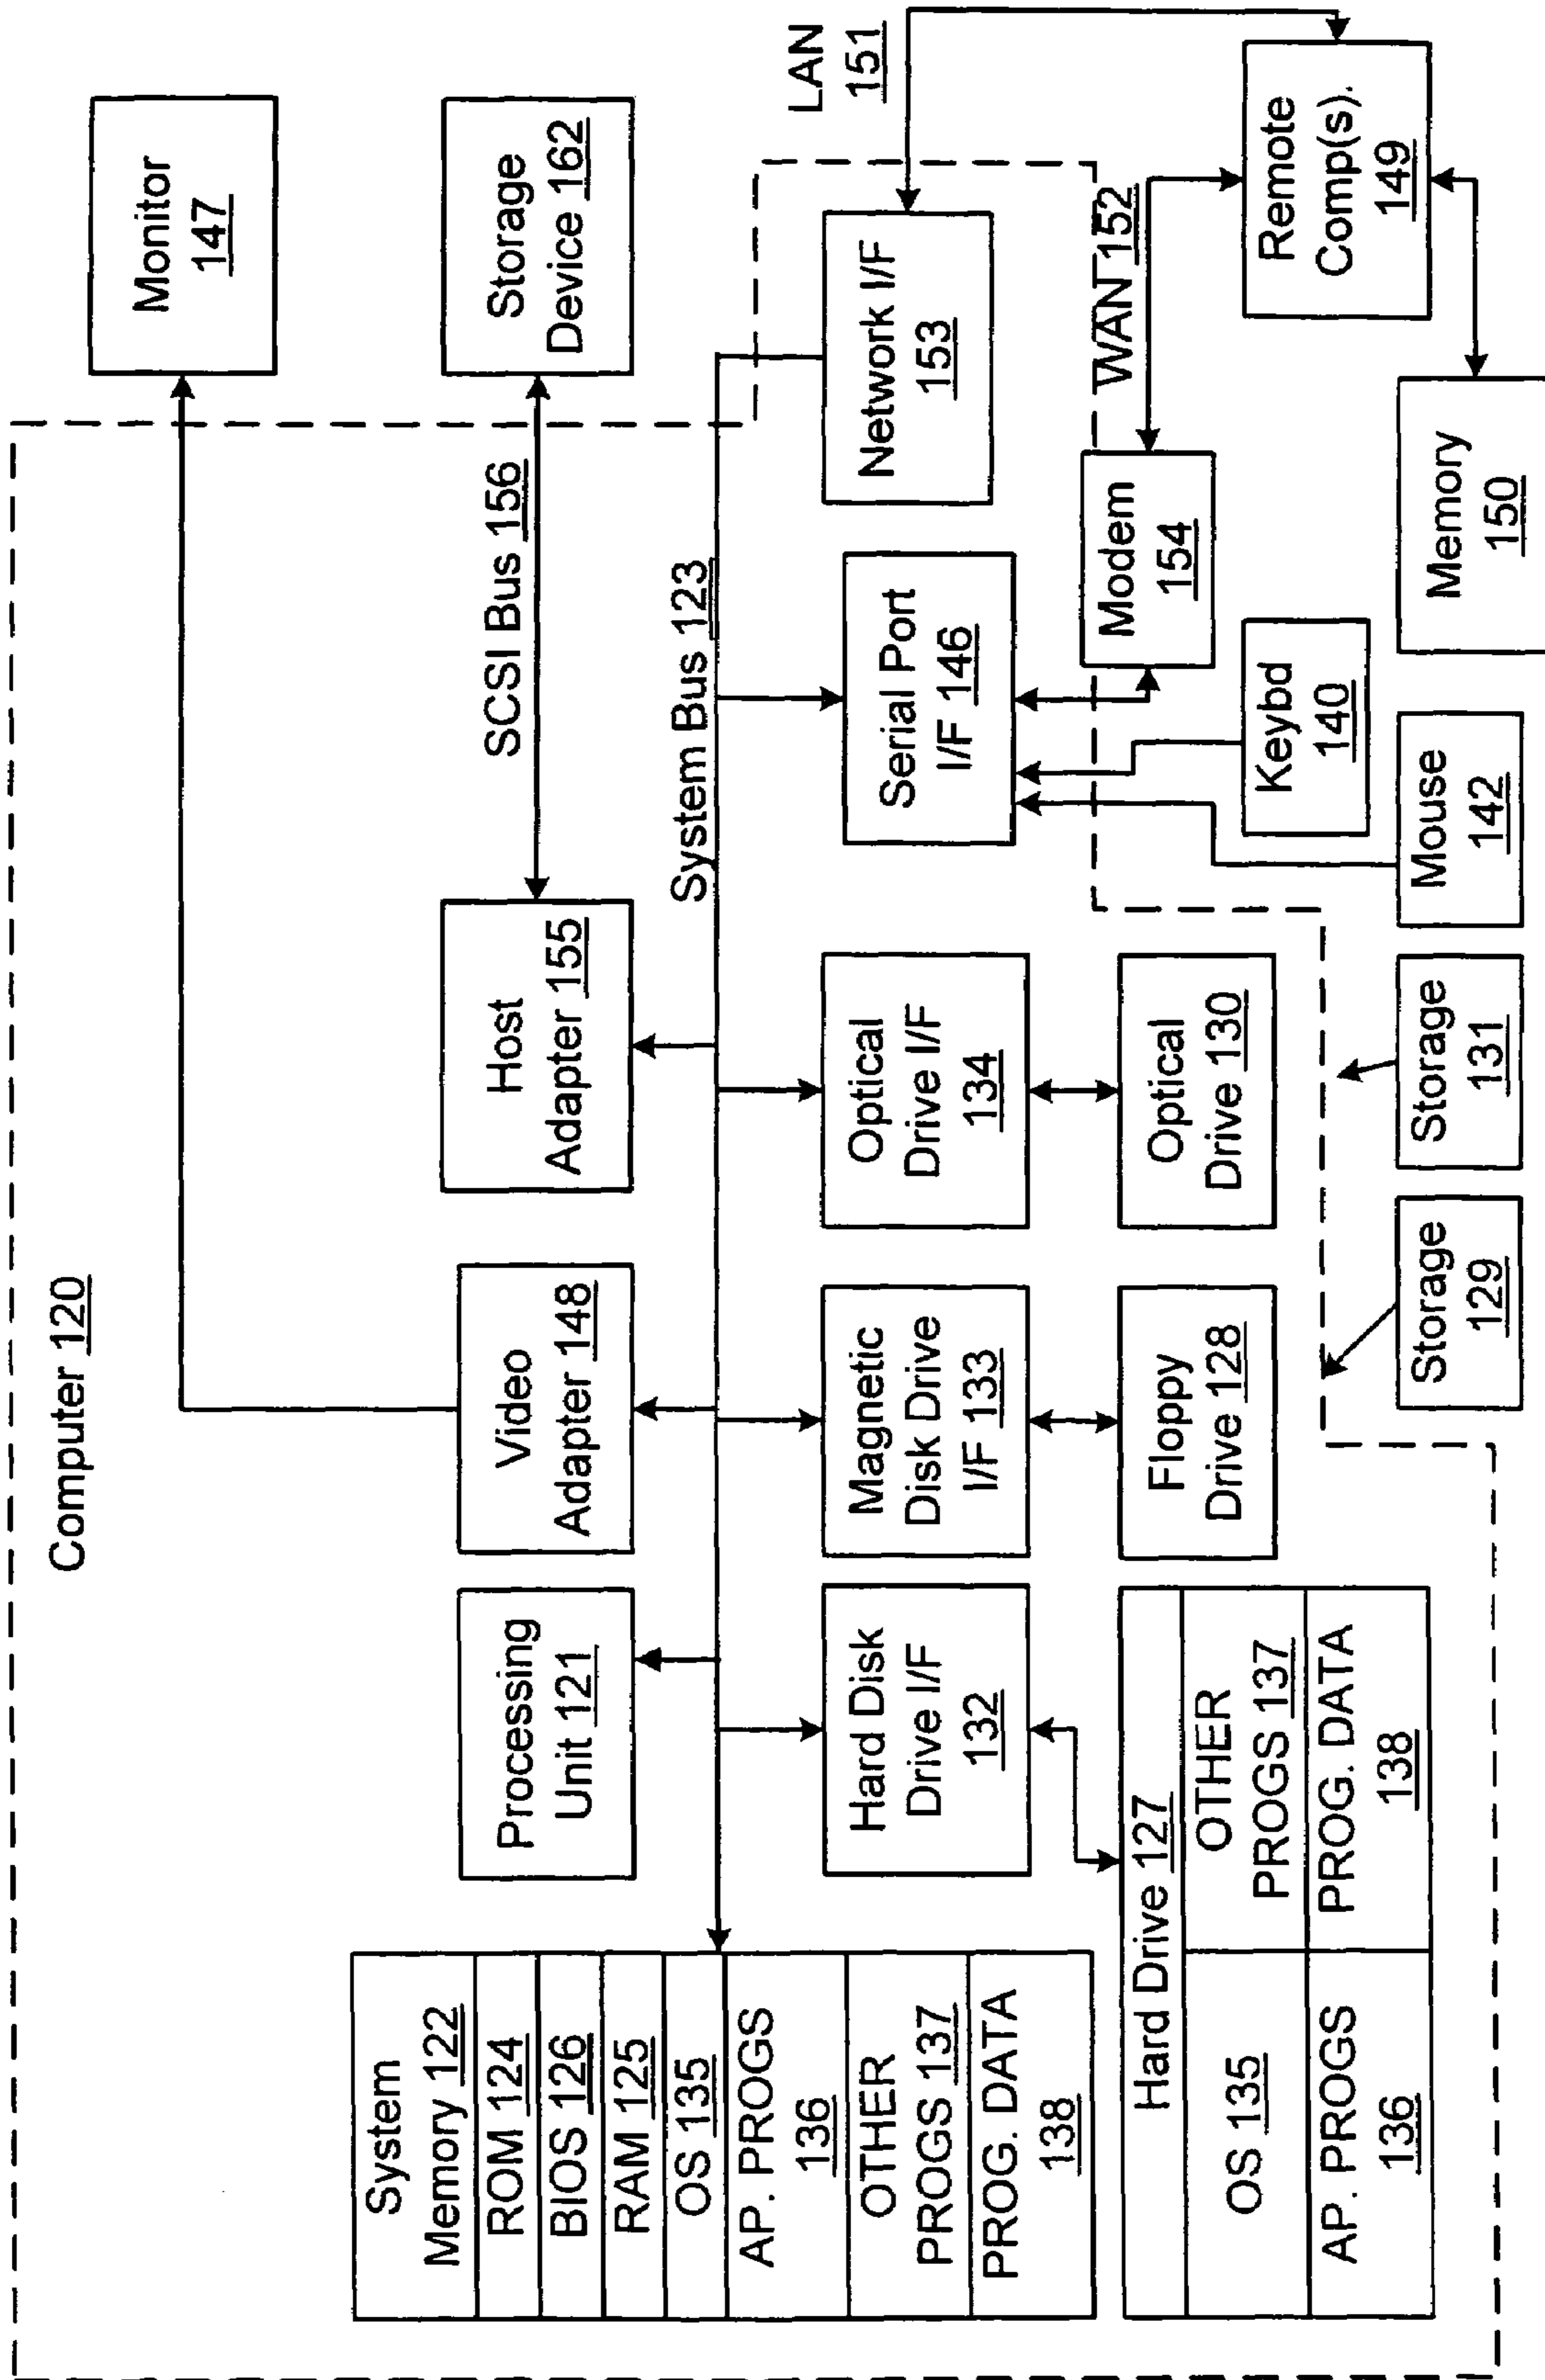 Computer 120
Monitor
147
System
Memory 122
ROM 124
BIOS 126
RAM 125
OS 135
AP. PROGS
136
OTHER
PROGS 137
PROG. DATA
138
Processing
Unit 121
Video
Adapter 148
Host
Adapter 155
SCSI Bus 156
Storage
Device 162
System Bus 123
Hard Disk
Drive I/F
132
Magnetic
Disk Drive
I/F 133
Optical
Drive I/F
134
Serial Port
I/F 146
Network I/F
153
LAN
151
Hard Drive 127
OS 135
OTHER
PROGS 137
AP. PROGS
136
PROG. DATA
138
Floppy
Drive 128
Optical
Drive 130
Modem
154
WAN 152
Keybd
140
Remote
Comp(s).
149
Storage
129
Storage
131
Mouse
142
Memory
150